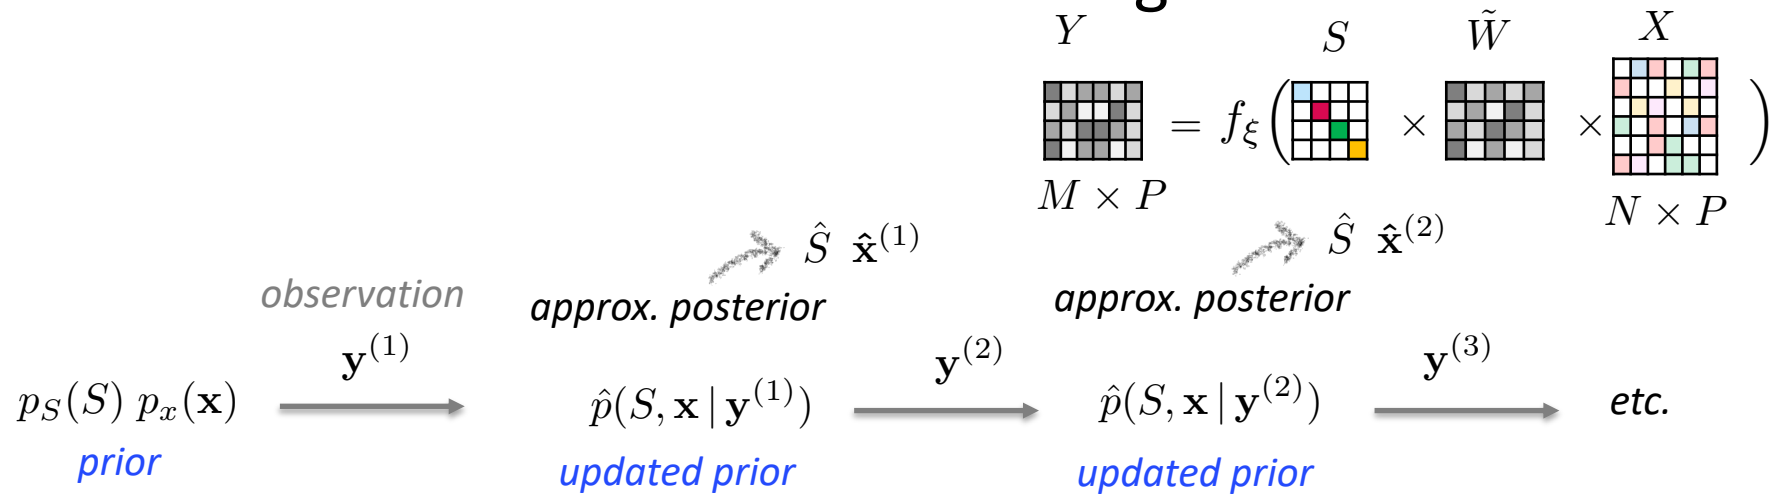 g
Y S W̃ X
= f_ξ ( × × )
M × P
N × P
Ŝ x̂^(1)
Ŝ x̂^(2)
observation
approx. posterior
approx. posterior
y^(1)
y^(2)
y^(3)
p_S(S) p_x(x)
p̂(S, x | y^(1))
p̂(S, x | y^(2))
etc.
prior
updated prior
updated prior